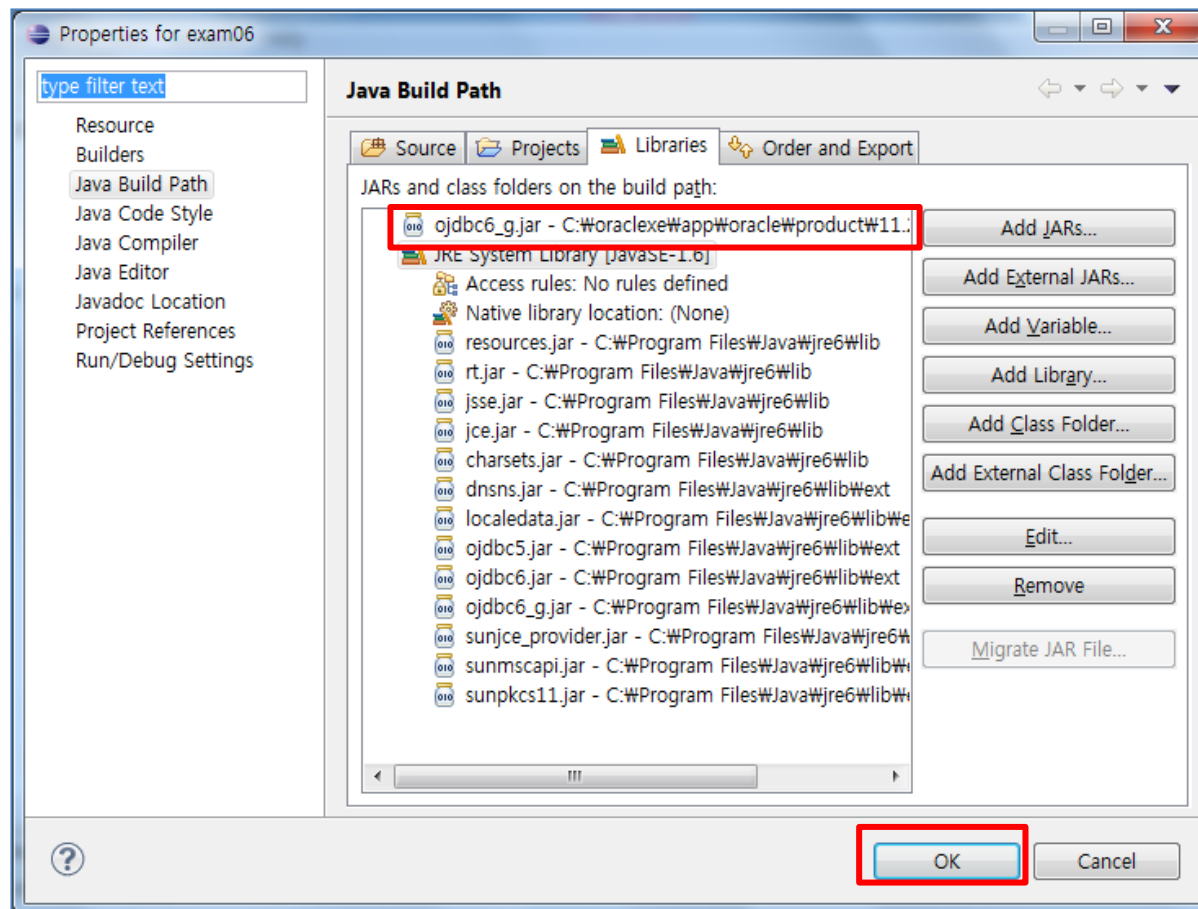 Properties for exam06
type filter text
Resource
Builders
Java Build Path
Java Code Style
Java Compiler
Java Editor
Javadoc Location
Project References
Run/Debug Settings
Java Build Path
Source
Projects
Libraries
Order and Export
JARs and class folders on the build path:
ojdbc6_g.jar - C:₩oraclexe₩app₩oracle₩product₩11.
JRE System Library [JavaSE-1.6]
Access rules: No rules defined
Native library location: (None)
resources.jar - C:₩Program Files₩Java₩jre6₩lib
rt.jar - C:₩Program Files₩Java₩jre6₩lib
jsse.jar - C:₩Program Files₩Java₩jre6₩lib
jce.jar - C:₩Program Files₩Java₩jre6₩lib
charsets.jar - C:₩Program Files₩Java₩jre6₩lib
dnsns.jar - C:₩Program Files₩Java₩jre6₩lib₩ext
localedata.jar - C:₩Program Files₩Java₩jre6₩lib₩e
ojdbc5.jar - C:₩Program Files₩Java₩jre6₩lib₩ext
ojdbc6.jar - C:₩Program Files₩Java₩jre6₩lib₩ext
ojdbc6_g.jar - C:₩Program Files₩Java₩jre6₩lib₩ex
sunjce_provider.jar - C:₩Program Files₩Java₩jre6₩
sunmscapi.jar - C:₩Program Files₩Java₩jre6₩lib₩
sunpkcs11.jar - C:₩Program Files₩Java₩jre6₩lib₩
Add JARs...
Add External JARs...
Add Variable...
Add Library...
Add Class Folder...
Add External Class Folder...
Edit...
Remove
Migrate JAR File...
OK
Cancel